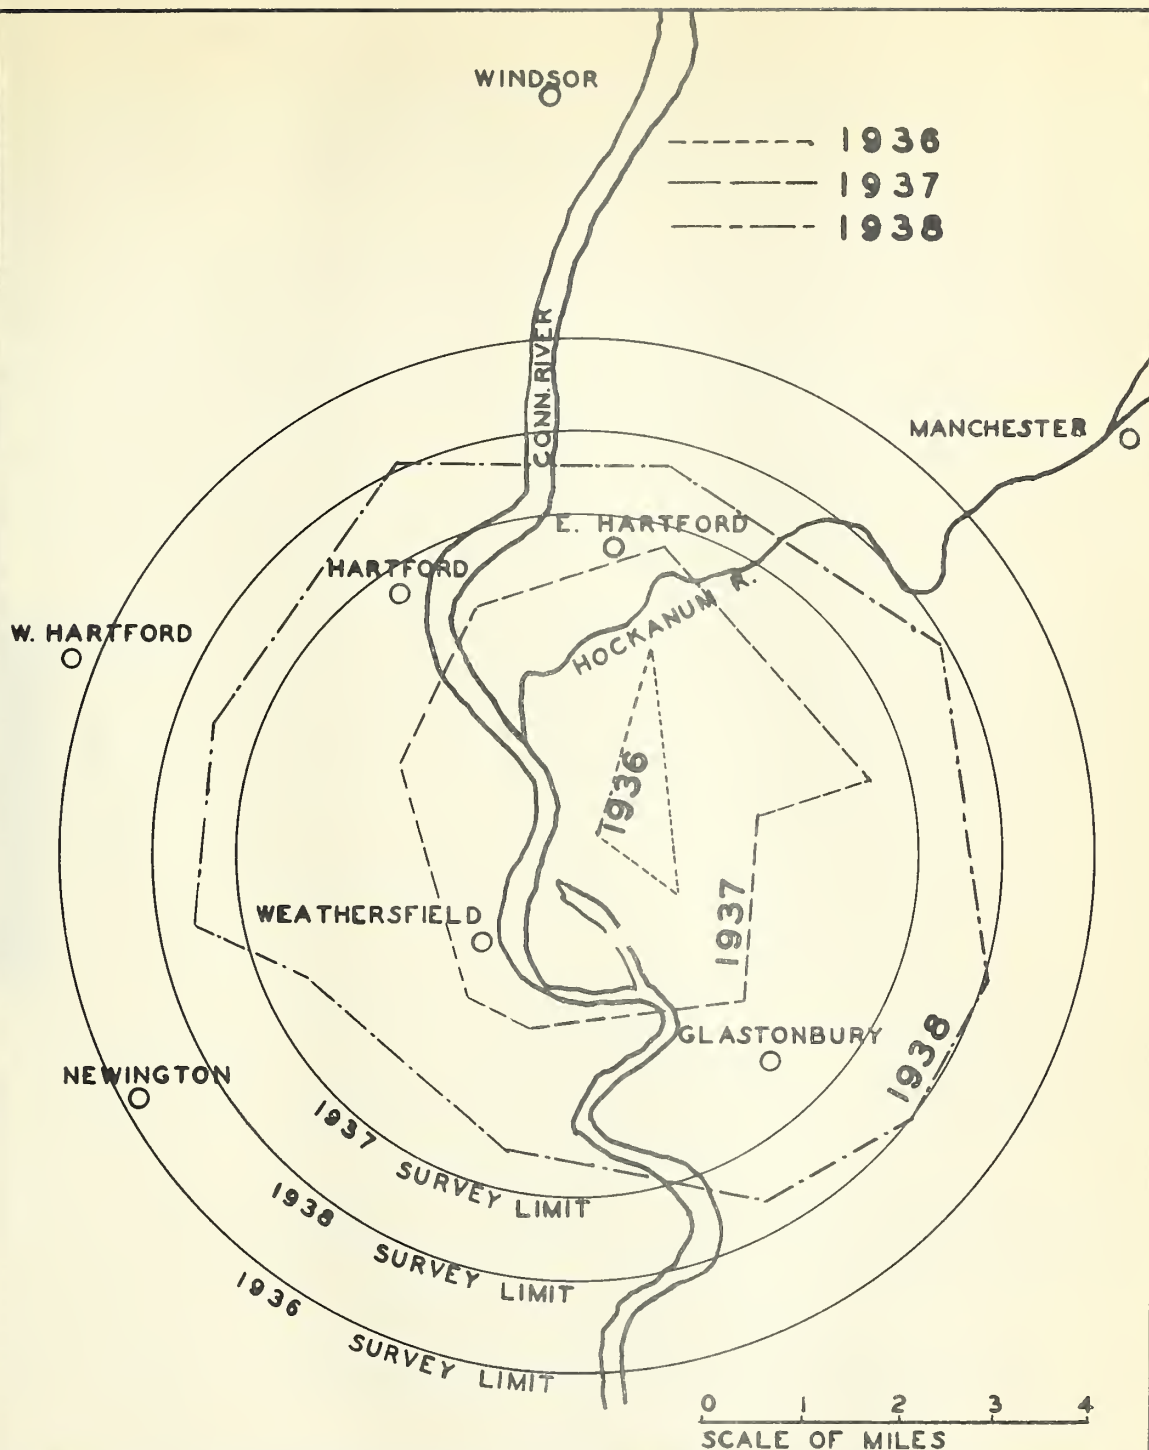 WINDSOR
1936
1937
1938
CONN. RIVER
MANCHESTER
E. HARTFORD
HARTFORD
W. HARTFORD
HOCKANUM R.
1936
1937
WEATHERSFIELD
GLASTONBURY
1938
NEWINGTON
1937 SURVEY LIMIT
1938 SURVEY LIMIT
1936 SURVEY LIMIT
0 1 2 3 4
SCALE OF MILES